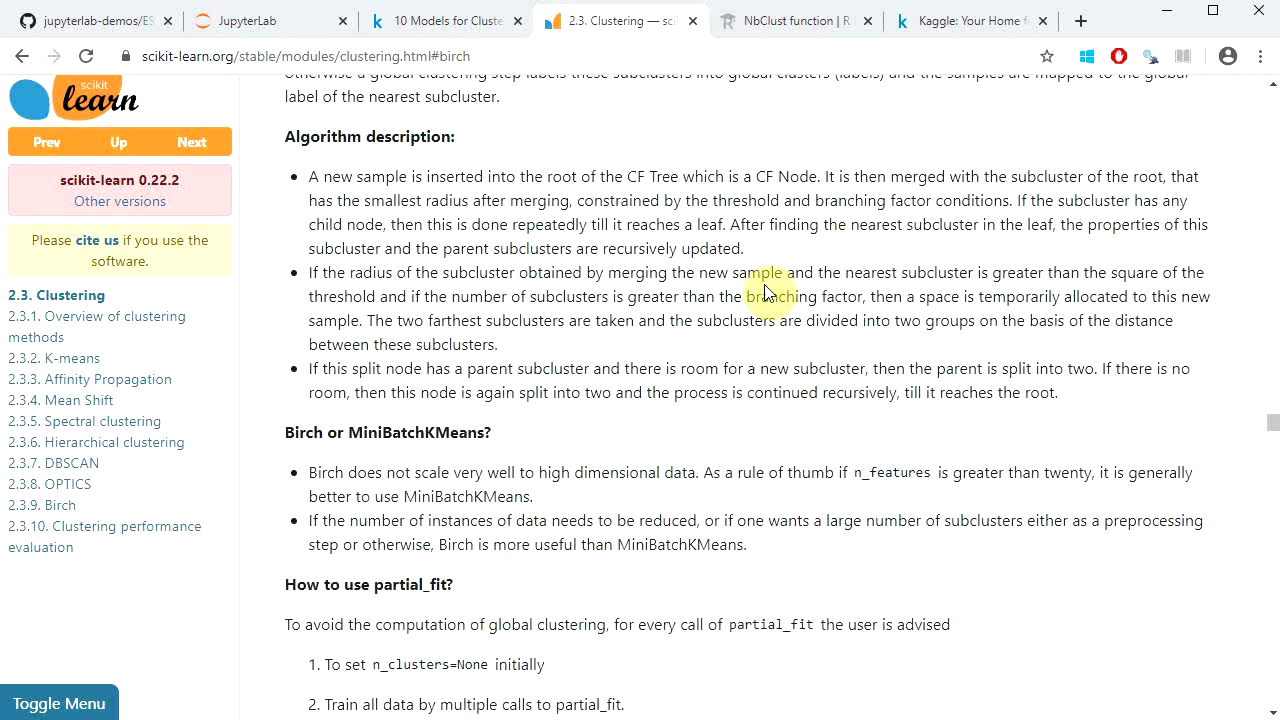 jupyterlab-demos/ES
JupyterLab
10 Models for Cluste
2.3. Clustering — sci
NbClust function | R
Kaggle: Your Home f
scikit-learn.org/stable/modules/clustering.html#birch
otherwise a global clustering step labels these subclusters into global clusters (labels) and the samples are mapped to the global
label of the nearest subcluster.
scikit
learn
Prev Up Next
scikit-learn 0.22.2
Other versions
Please cite us if you use the
software.
2.3. Clustering
2.3.1. Overview of clustering
methods
2.3.2. K-means
2.3.3. Affinity Propagation
2.3.4. Mean Shift
2.3.5. Spectral clustering
2.3.6. Hierarchical clustering
2.3.7. DBSCAN
2.3.8. OPTICS
2.3.9. Birch
2.3.10. Clustering performance
evaluation
Toggle Menu
Algorithm description:
A new sample is inserted into the root of the CF Tree which is a CF Node. It is then merged with the subcluster of the root, that
has the smallest radius after merging, constrained by the threshold and branching factor conditions. If the subcluster has any
child node, then this is done repeatedly till it reaches a leaf. After finding the nearest subcluster in the leaf, the properties of this
subcluster and the parent subclusters are recursively updated.
If the radius of the subcluster obtained by merging the new sample and the nearest subcluster is greater than the square of the
threshold and if the number of subclusters is greater than the branching factor, then a space is temporarily allocated to this new
sample. The two farthest subclusters are taken and the subclusters are divided into two groups on the basis of the distance
between these subclusters.
If this split node has a parent subcluster and there is room for a new subcluster, then the parent is split into two. If there is no
room, then this node is again split into two and the process is continued recursively, till it reaches the root.
Birch or MiniBatchKMeans?
Birch does not scale very well to high dimensional data. As a rule of thumb if n_features is greater than twenty, it is generally
better to use MiniBatchKMeans.
If the number of instances of data needs to be reduced, or if one wants a large number of subclusters either as a preprocessing
step or otherwise, Birch is more useful than MiniBatchKMeans.
How to use partial_fit?
To avoid the computation of global clustering, for every call of partial_fit the user is advised
1. To set n_clusters=None initially
2. Train all data by multiple calls to partial_fit.